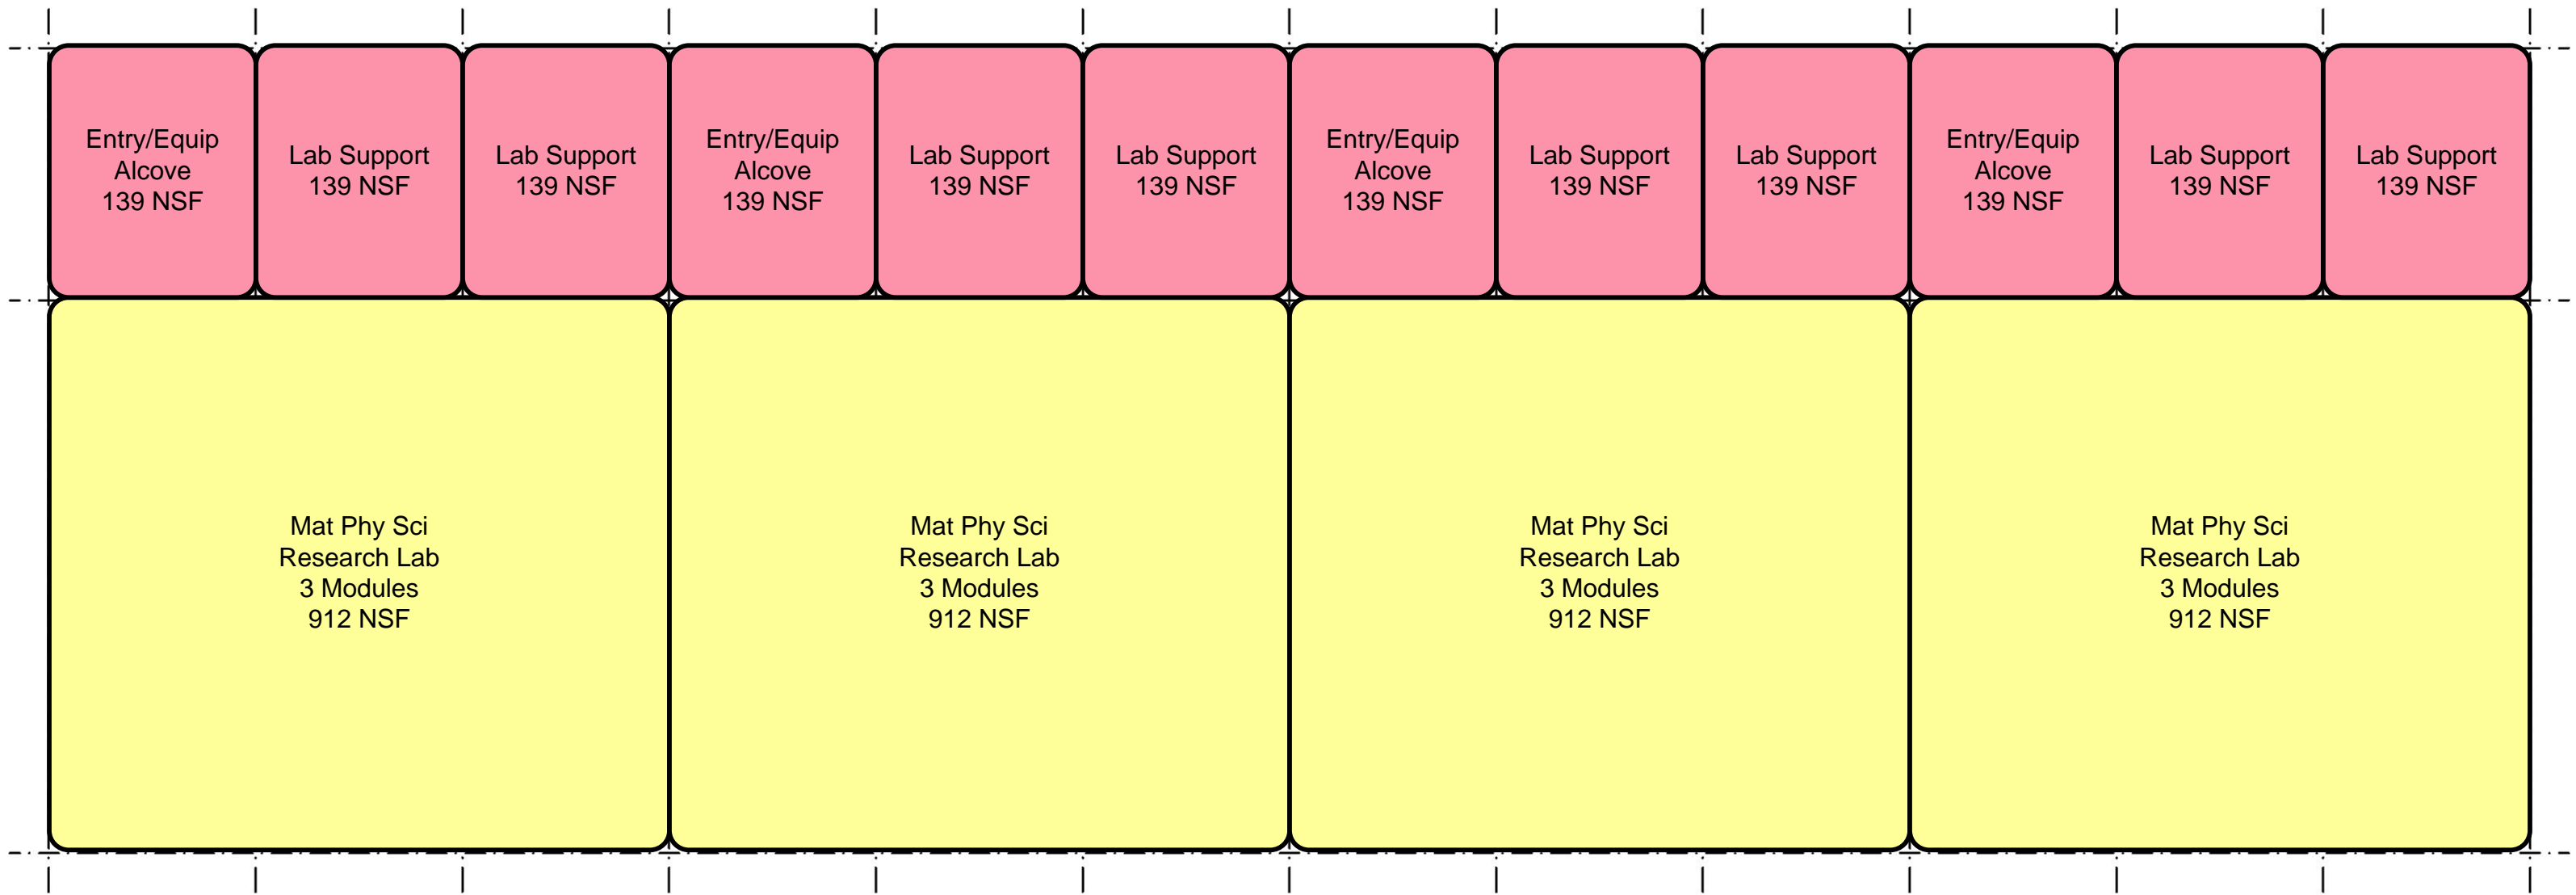 Entry/Equip
Alcove
139 NSF
Lab Support
139 NSF
Lab Support
139 NSF
Entry/Equip
Alcove
139 NSF
Lab Support
139 NSF
Lab Support
139 NSF
Entry/Equip
Alcove
139 NSF
Lab Support
139 NSF
Lab Support
139 NSF
Entry/Equip
Alcove
139 NSF
Lab Support
139 NSF
Lab Support
139 NSF
Mat Phy Sci
Research Lab
3 Modules
912 NSF
Mat Phy Sci
Research Lab
3 Modules
912 NSF
Mat Phy Sci
Research Lab
3 Modules
912 NSF
Mat Phy Sci
Research Lab
3 Modules
912 NSF